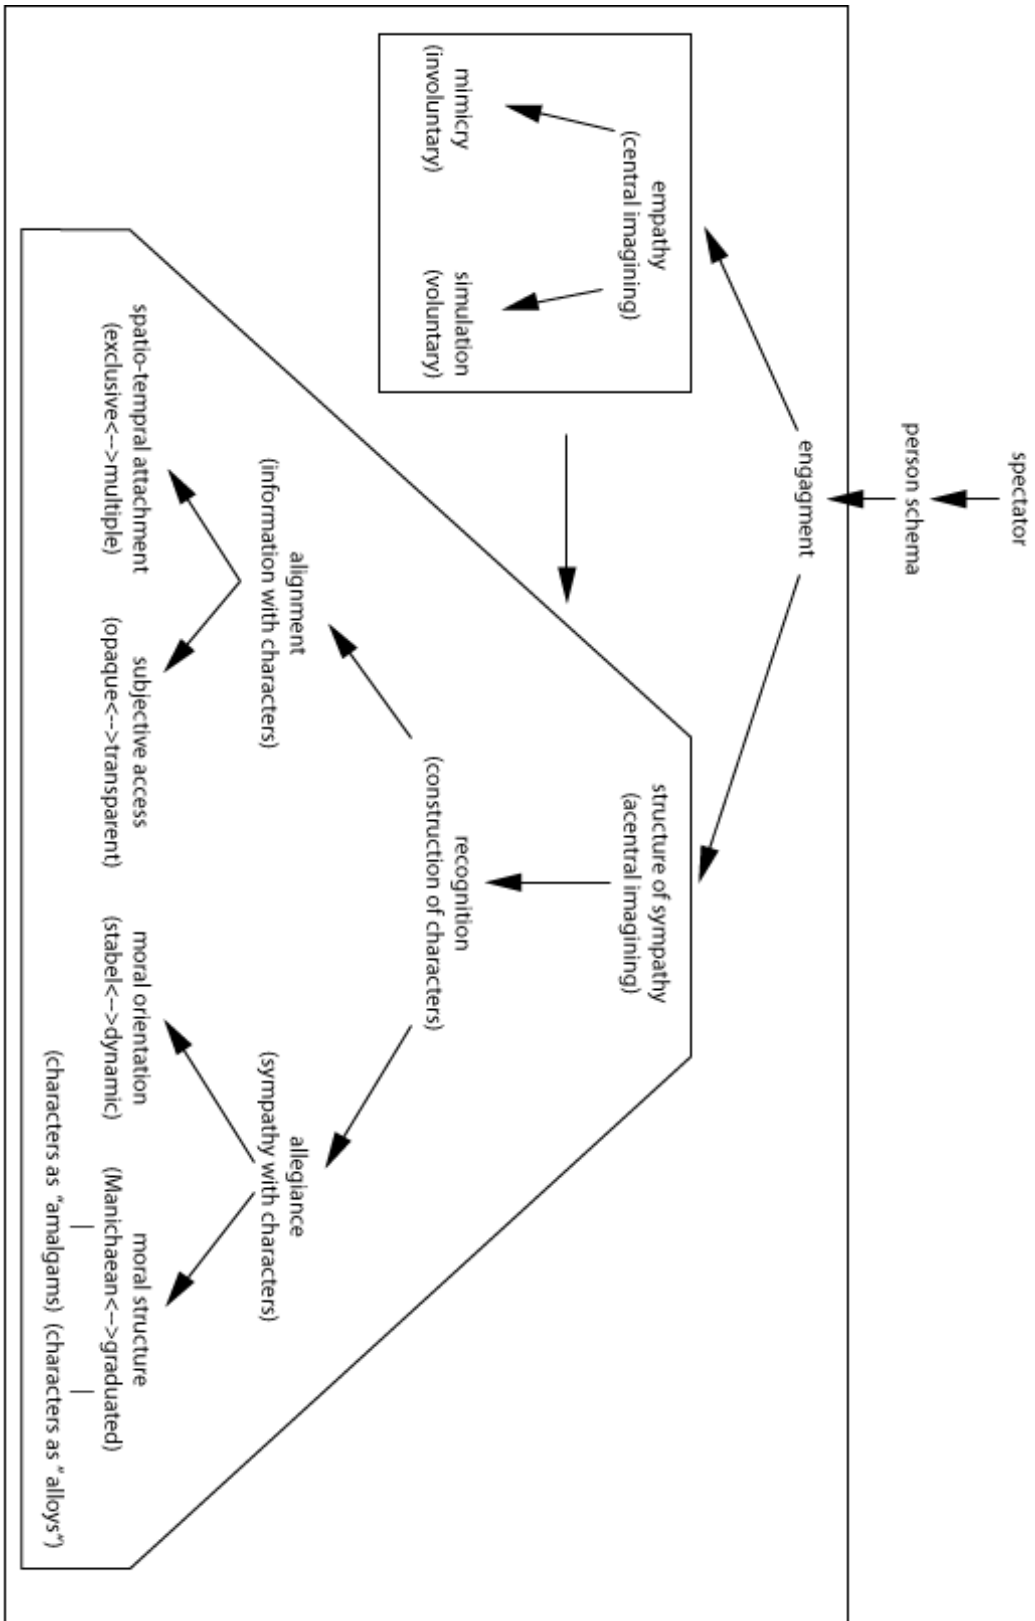 spectator
person schema
engagment
empathy
(central imagining)
mimicry
(involuntary)
simulation
(voluntary)
structure of sympathy
(acentral imagining)
recognition
(construction of characters)
alignment
(information with characters)
allegiance
(sympathy with characters)
spatio-tempral attachment
(exclusive<-->multiple)
subjective access
(opaque<-->transparent)
moral orientation
(stabel<-->dynamic)
moral structure
(Manichaean<-->graduated)
(characters as “amalgams) (characters as “ alloys“)